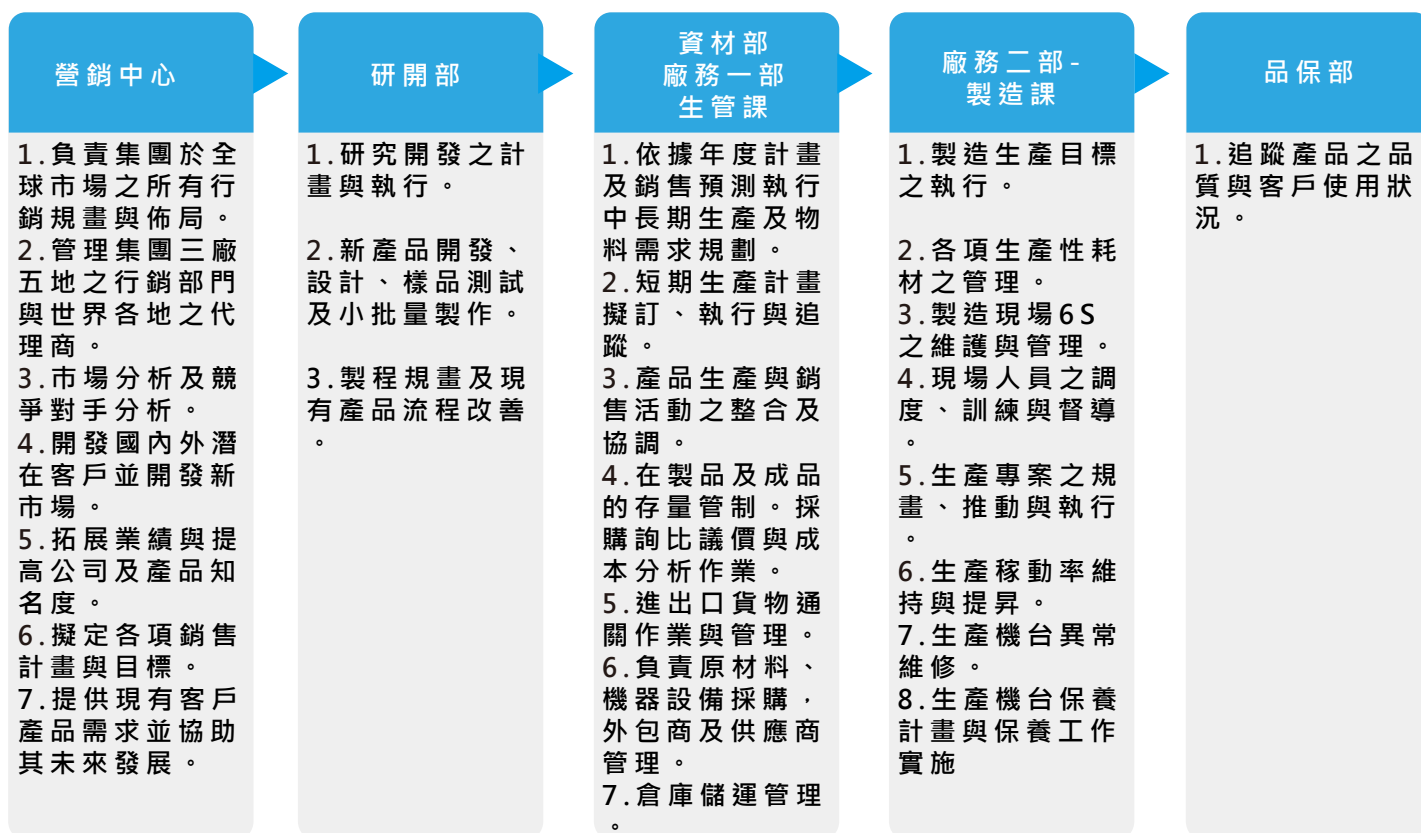 營銷中心
1.負責集團於全
球市場之所有行
銷規畫與佈局。
2.管理集團三廠
五地之行銷部門
與世界各地之代
理商。
3.市場分析及競
爭對手分析。
4.開發國內外潛
在客戶並開發新
市場。
5.拓展業績與提
高公司及產品知
名度。
6.擬定各項銷售
計畫與目標。
7.提供現有客戶
產品需求並協助
其未來發展。
研開部
1.研究開發之計
畫與執行。
2.新產品開發、
設計、樣品測試
及小批量製作。
3.製程規畫及現
有產品流程改善
。
資材部
廠務一部
生管課
1.依據年度計畫
及銷售預測執行
中長期生產及物
料需求規劃。
2.短期生產計畫
擬訂、執行與追
蹤。
3.產品生產與銷
售活動之整合及
協調。
4.在製品及成品
的存量管制。採
購詢比議價與成
本分析作業。
5.進出口貨物通
關作業與管理。
6.負責原材料、
機器設備採購，
外包商及供應商
管理。
7.倉庫儲運管理
。
廠務二部-
製造課
1.製造生產目標
之執行。
2.各項生產性耗
材之管理。
3.製造現場6S
之維護與管理。
4.現場人員之調
度、訓練與督導
。
5.生產專案之規
畫、推動與執行
。
6.生產稼動率維
持與提昇。
7.生產機台異常
維修。
8.生產機台保養
計畫與保養工作
實施
品保部
1.追蹤產品之品
質與客戶使用狀
況。